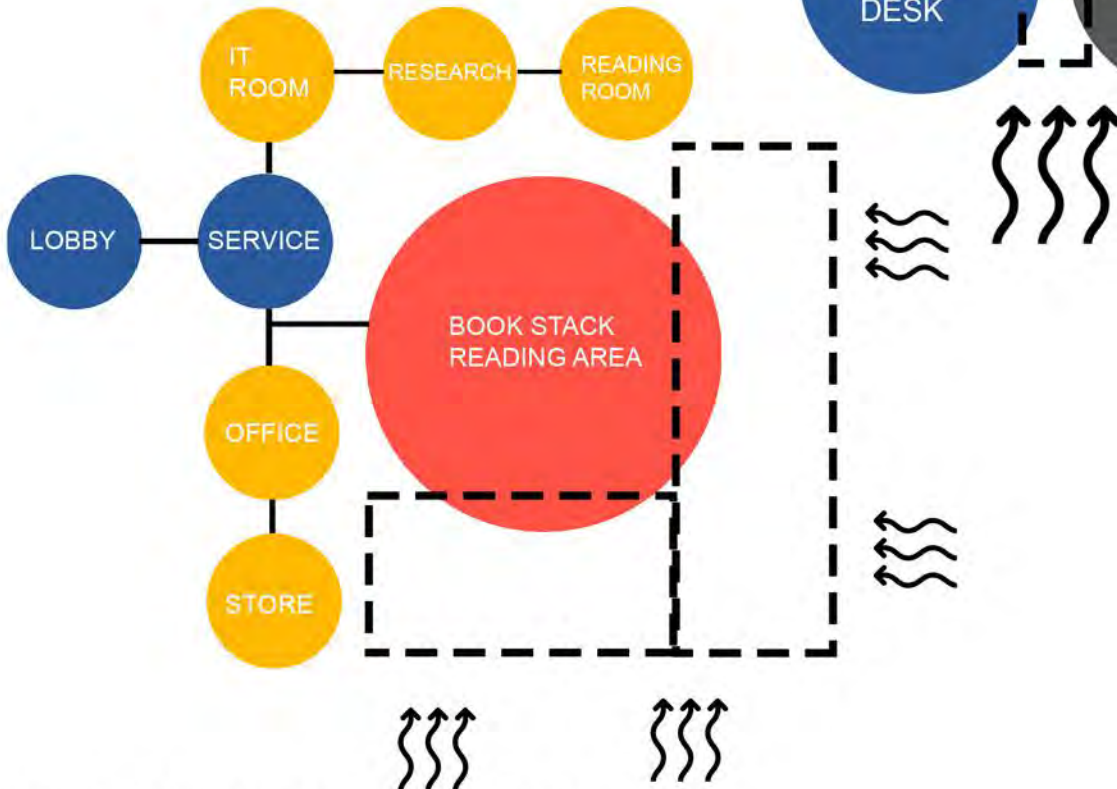 DESK
IT
ROOM
RESEARCH
READING
ROOM
LOBBY
SERVICE
BOOK STACK
READING AREA
OFFICE
STORE